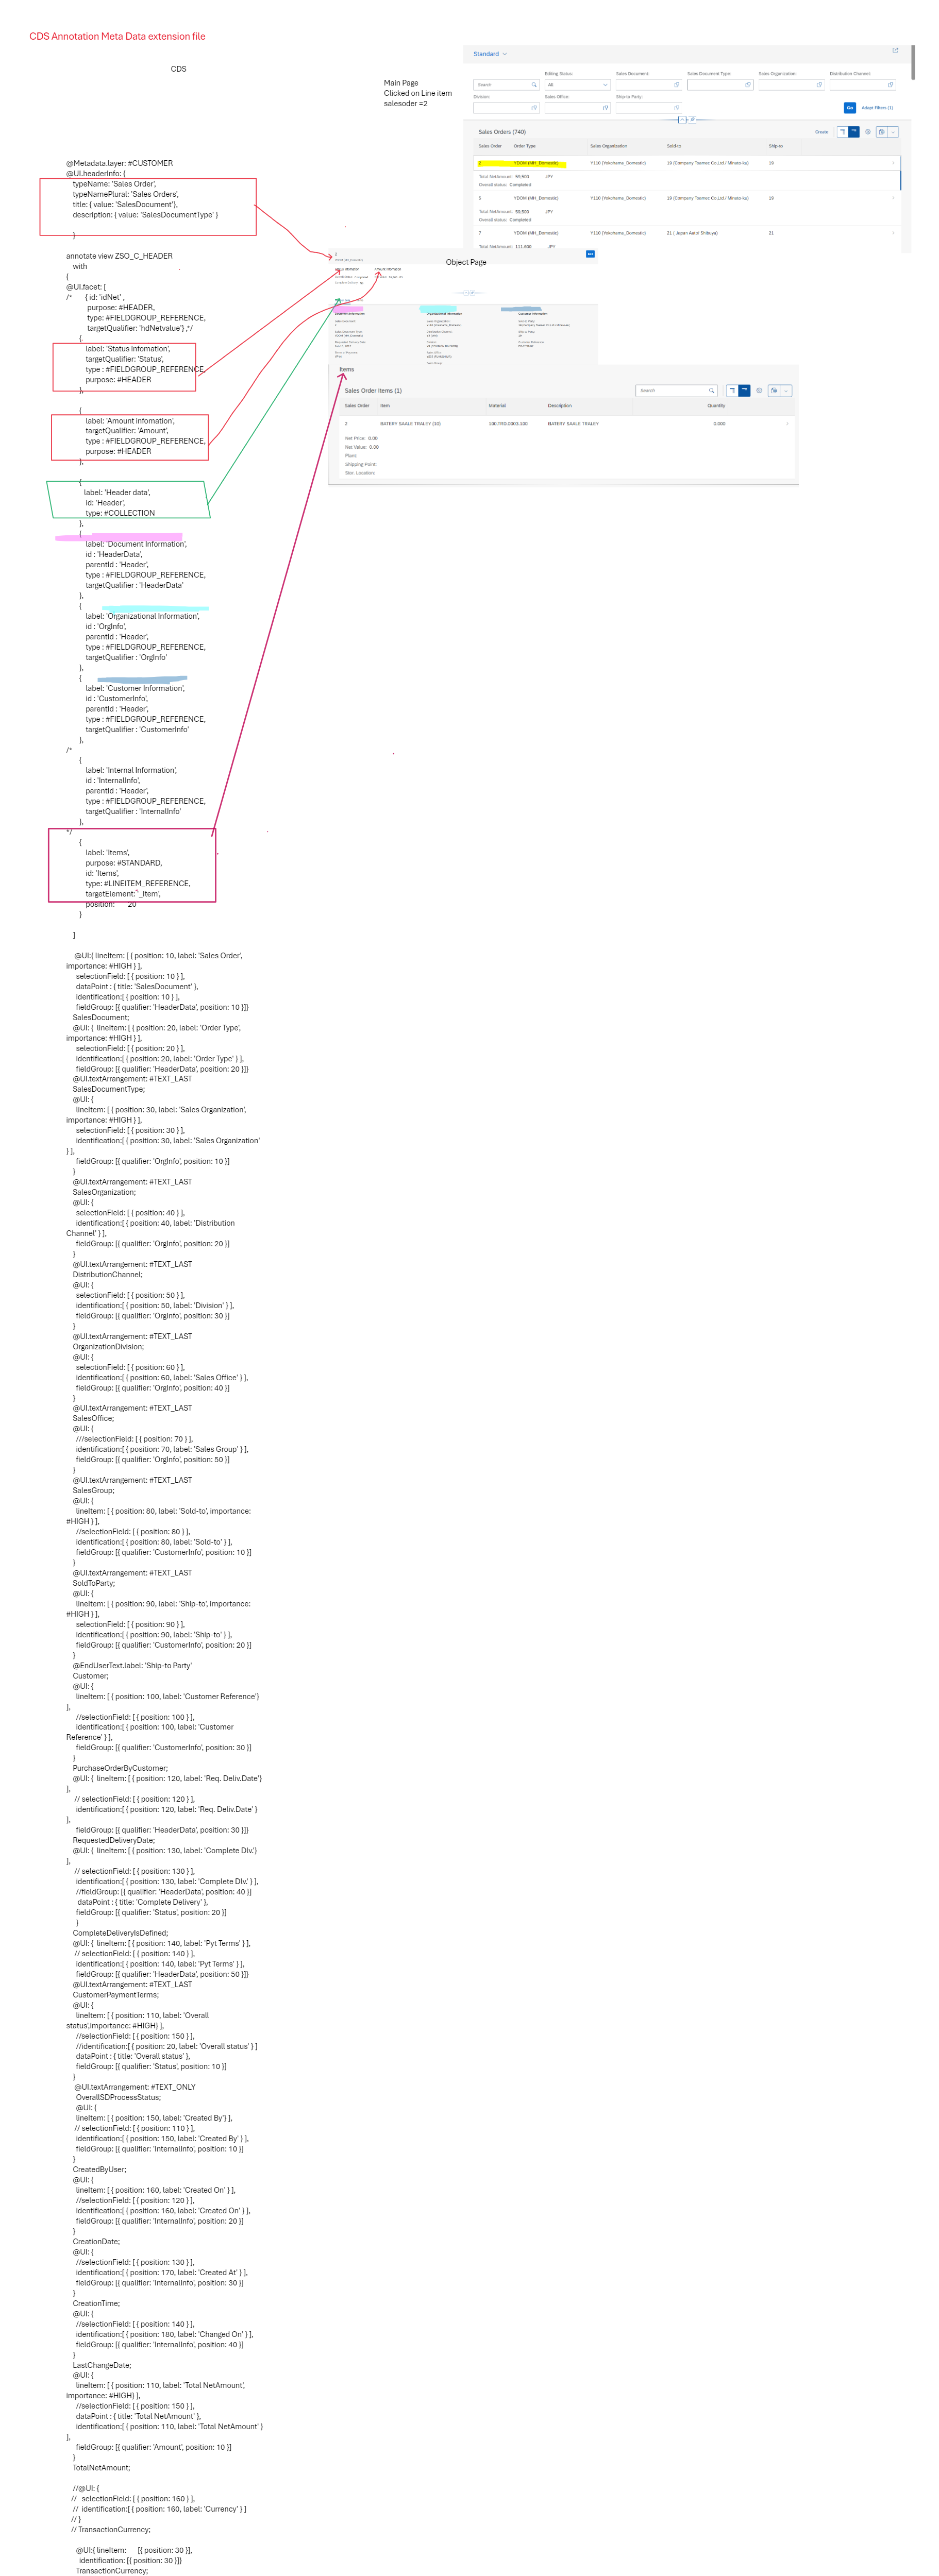 CDS Annotation Meta Data extension file
CDS
Main Page
Clicked on Line item
salesoder =2
Standard
Editing Status:
Sales Document:
Sales Document Type:
Sales Organization:
Distribution Channel:
Search
All
Division:
Sales Office:
Ship-to Party:
Go
Adapt Filters (1)
Sales Orders (740)
Create
Sales Order
Order Type
Sales Organization
Sold-to
Ship-to
2
YDOM (MH_Domestic)
Y110 (Yokohama_Domestic)
19
Total NetAmount: 59,500 JPY
Overall status: Completed
5
YDOM (MH_Domestic)
Y110 (Yokohama_Domestic)
19
Total NetAmount: 59,500 JPY
Overall status: Completed
7
YDOM (MH_Domestic)
Y110 (Yokohama_Domestic)
21
Total NetAmount: 111,800 JPY
Object Page
Document Information
Organizational Information
Customer Information
Items
Sales Order Items (1)
Search
Sales Order
Item
Material
Description
Quantity
2
BATERY SAALE TRALEY (10)
100.TRD.0003.100
BATERY SAALE TRALEY
0.000
Net Price: 0.00
Net Value: 0.00
Plant:
Shipping Point:
Stor. Location:
@Metadata.layer: #CUSTOMER
@UI.headerInfo: {
typeName: 'Sales Order',
typeNamePlural: 'Sales Orders',
title: { value: 'SalesDocument'},
description: { value: 'SalesDocumentType' }
}
annotate view ZSO_C_HEADER
with
{
@UI.facet: [
/* { id: 'idNet' ,
purpose: #HEADER,
type: #FIELDGROUP_REFERENCE,
targetQualifier: 'hdNetvalue'} ,*/
{
label: 'Status infomation',
targetQualifier: 'Status',
type : #FIELDGROUP_REFERENCE,
purpose: #HEADER
},
{
label: 'Amount infomation',
targetQualifier: 'Amount',
type : #FIELDGROUP_REFERENCE,
purpose: #HEADER
},
{
label: 'Header data',
id: 'Header',
type: #COLLECTION
},
{
label: 'Document Information',
id : 'HeaderData',
parentId : 'Header',
type : #FIELDGROUP_REFERENCE,
targetQualifier : 'HeaderData'
},
{
label: 'Organizational Information',
id : 'OrgInfo',
parentId : 'Header',
type : #FIELDGROUP_REFERENCE,
targetQualifier : 'OrgInfo'
},
{
label: 'Customer Information',
id : 'CustomerInfo',
parentId : 'Header',
type : #FIELDGROUP_REFERENCE,
targetQualifier : 'CustomerInfo'
},
/*
{
label: 'Internal Information',
id : 'InternalInfo',
parentId : 'Header',
type : #FIELDGROUP_REFERENCE,
targetQualifier : 'InternalInfo'
},
*/
{
label: 'Items',
purpose: #STANDARD,
id: 'Items',
type: #LINEITEM_REFERENCE,
targetElement: '_Item',
position: 20
}
]
@UI:{ lineItem: [ { position: 10, label: 'Sales Order',
importance: #HIGH } ],
selectionField: [ { position: 10 } ],
dataPoint : { title: 'SalesDocument' },
identification:[ { position: 10 } ],
fieldGroup: [{ qualifier: 'HeaderData', position: 10 }]}
SalesDocument;
@UI: { lineItem: [ { position: 20, label: 'Order Type',
importance: #HIGH } ],
selectionField: [ { position: 20 } ],
identification:[ { position: 20, label: 'Order Type' } ],
fieldGroup: [{ qualifier: 'HeaderData', position: 20 }]}
@UI.textArrangement: #TEXT_LAST
SalesDocumentType;
@UI: {
lineItem: [ { position: 30, label: 'Sales Organization',
importance: #HIGH } ],
selectionField: [ { position: 30 } ],
identification:[ { position: 30, label: 'Sales Organization'
} ],
fieldGroup: [{ qualifier: 'OrgInfo', position: 10 }]
}
@UI.textArrangement: #TEXT_LAST
SalesOrganization;
@UI: {
selectionField: [ { position: 40 } ],
identification:[ { position: 40, label: 'Distribution
Channel' } ],
fieldGroup: [{ qualifier: 'OrgInfo', position: 20 }]
}
@UI.textArrangement: #TEXT_LAST
DistributionChannel;
@UI: {
selectionField: [ { position: 50 } ],
identification:[ { position: 50, label: 'Division' } ],
fieldGroup: [{ qualifier: 'OrgInfo', position: 30 }]
}
@UI.textArrangement: #TEXT_LAST
OrganizationDivision;
@UI: {
selectionField: [ { position: 60 } ],
identification:[ { position: 60, label: 'Sales Office' } ],
fieldGroup: [{ qualifier: 'OrgInfo', position: 40 }]
}
@UI.textArrangement: #TEXT_LAST
SalesOffice;
@UI: {
///selectionField: [ { position: 70 } ],
identification:[ { position: 70, label: 'Sales Group' } ],
fieldGroup: [{ qualifier: 'OrgInfo', position: 50 }]
}
@UI.textArrangement: #TEXT_LAST
SalesGroup;
@UI: {
lineItem: [ { position: 80, label: 'Sold-to', importance:
#HIGH } ],
//selectionField: [ { position: 80 } ],
identification:[ { position: 80, label: 'Sold-to' } ],
fieldGroup: [{ qualifier: 'CustomerInfo', position: 10 }]
}
@UI.textArrangement: #TEXT_LAST
SoldToParty;
@UI: {
lineItem: [ { position: 90, label: 'Ship-to', importance:
#HIGH } ],
selectionField: [ { position: 90 } ],
identification:[ { position: 90, label: 'Ship-to' } ],
fieldGroup: [{ qualifier: 'CustomerInfo', position: 20 }]
}
@EndUserText.label: 'Ship-to Party'
Customer;
@UI: {
lineItem: [ { position: 100, label: 'Customer Reference'}
],
//selectionField: [ { position: 100 } ],
identification:[ { position: 100, label: 'Customer
Reference' } ],
fieldGroup: [{ qualifier: 'CustomerInfo', position: 30 }]
}
PurchaseOrderByCustomer;
@UI: { lineItem: [ { position: 120, label: 'Req. Deliv.Date'}
],
// selectionField: [ { position: 120 } ],
identification:[ { position: 120, label: 'Req. Deliv.Date' }
],
fieldGroup: [{ qualifier: 'HeaderData', position: 30 }]}
RequestedDeliveryDate;
@UI: { lineItem: [ { position: 130, label: 'Complete Dlv.'}
],
// selectionField: [ { position: 130 } ],
identification:[ { position: 130, label: 'Complete Dlv.' } ],
//fieldGroup: [{ qualifier: 'HeaderData', position: 40 }]
dataPoint : { title: 'Complete Delivery' },
fieldGroup: [{ qualifier: 'Status', position: 20 }]
}
CompleteDeliveryIsDefined;
@UI: { lineItem: [ { position: 140, label: 'Pyt Terms' } ],
// selectionField: [ { position: 140 } ],
identification:[ { position: 140, label: 'Pyt Terms' } ],
fieldGroup: [{ qualifier: 'HeaderData', position: 50 }]}
@UI.textArrangement: #TEXT_LAST
CustomerPaymentTerms;
@UI: {
lineItem: [ { position: 110, label: 'Overall
status',importance: #HIGH} ],
//selectionField: [ { position: 150 } ],
//identification:[ { position: 20, label: 'Overall status' } ]
dataPoint : { title: 'Overall status' },
fieldGroup: [{ qualifier: 'Status', position: 10 }]
}
@UI.textArrangement: #TEXT_ONLY
OverallSDProcessStatus;
@UI: {
lineItem: [ { position: 150, label: 'Created By'} ],
// selectionField: [ { position: 110 } ],
identification:[ { position: 150, label: 'Created By' } ],
fieldGroup: [{ qualifier: 'InternalInfo', position: 10 }]
}
CreatedByUser;
@UI: {
lineItem: [ { position: 160, label: 'Created On' } ],
//selectionField: [ { position: 120 } ],
identification:[ { position: 160, label: 'Created On' } ],
fieldGroup: [{ qualifier: 'InternalInfo', position: 20 }]
}
CreationDate;
@UI: {
//selectionField: [ { position: 130 } ],
identification:[ { position: 170, label: 'Created At' } ],
fieldGroup: [{ qualifier: 'InternalInfo', position: 30 }]
}
CreationTime;
@UI: {
//selectionField: [ { position: 140 } ],
identification:[ { position: 180, label: 'Changed On' } ],
fieldGroup: [{ qualifier: 'InternalInfo', position: 40 }]
}
LastChangeDate;
@UI: {
lineItem: [ { position: 110, label: 'Total NetAmount',
importance: #HIGH} ],
//selectionField: [ { position: 150 } ],
dataPoint : { title: 'Total NetAmount' },
identification:[ { position: 110, label: 'Total NetAmount' }
],
fieldGroup: [{ qualifier: 'Amount', position: 10 }]
}
TotalNetAmount;
//@UI: {
// selectionField: [ { position: 160 } ],
// identification:[ { position: 160, label: 'Currency' } ]
// }
// TransactionCurrency;
@UI:{ lineItem: [{ position: 30 }],
identification: [{ position: 30 }]}
TransactionCurrency;